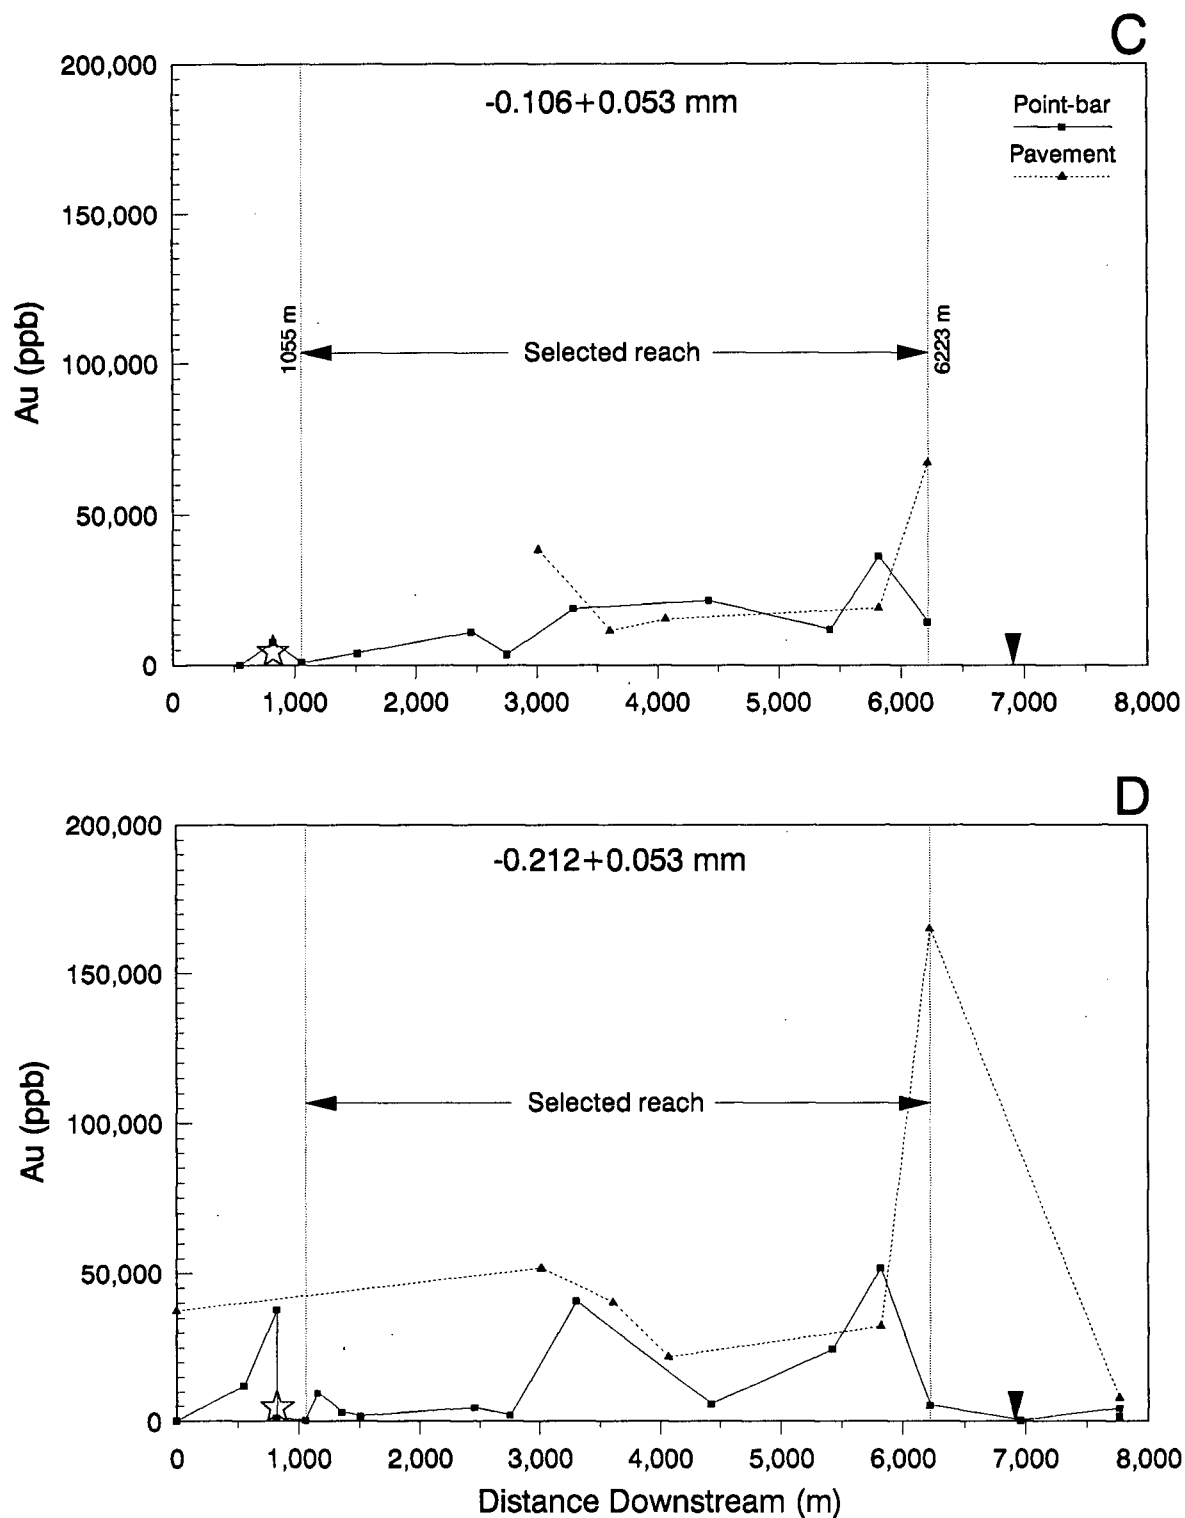 C
200,000
-0.106+0.053 mm
Point-bar
Pavement
150,000
Au (ppb)
1055 m
Selected reach
6223 m
100,000
50,000
0
0 1,000 2,000 3,000 4,000 5,000 6,000 7,000 8,000
D
200,000
-0.212+0.053 mm
150,000
Au (ppb)
Selected reach
100,000
50,000
0
0 1,000 2,000 3,000 4,000 5,000 6,000 7,000 8,000
Distance Downstream (m)